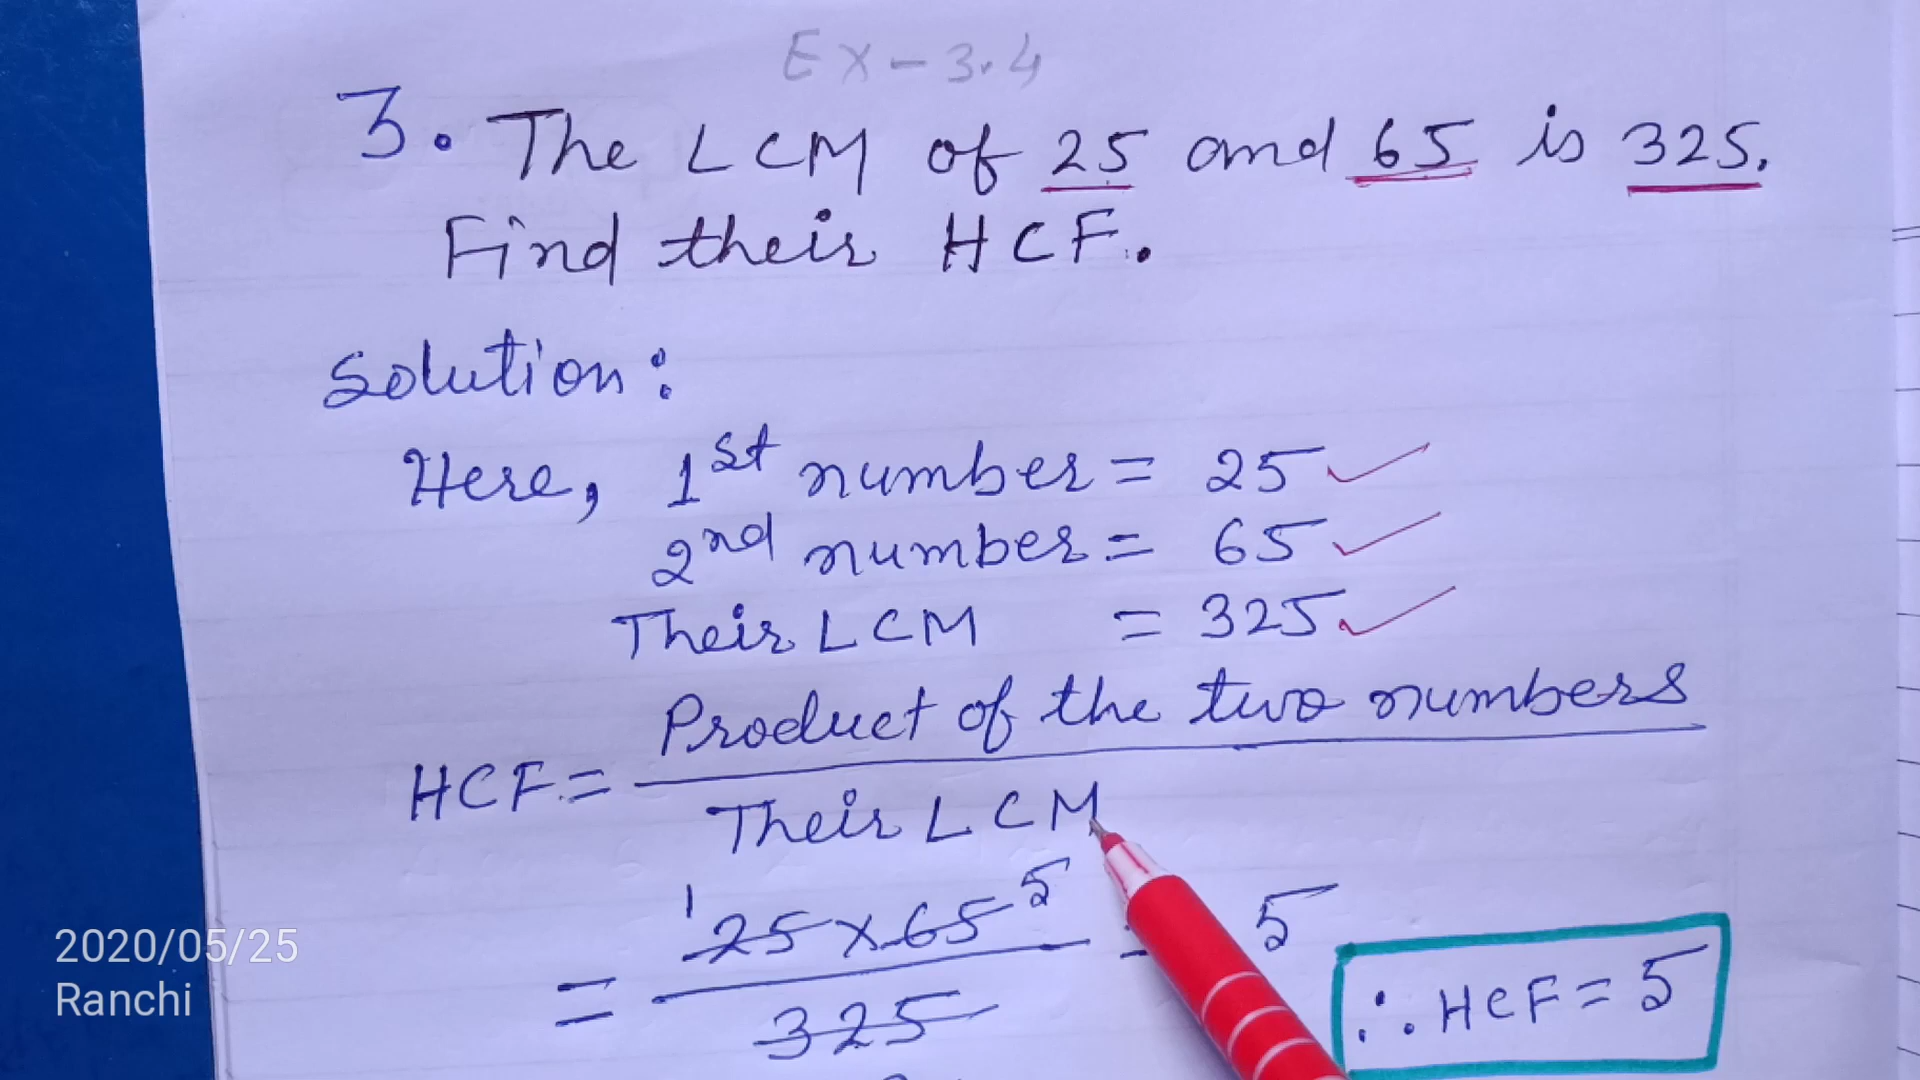 Ex - 3.4
3. The LCM of 25 and 65 is 325.
Find their HCF.
Solution:
Here, 1st number = 25 ✓
2nd number = 65 ✓
Their LCM = 325 ✓
HCF = Product of the two numbers
Their LCM
1 5
= 25 x 65 = 5
325
∴ HCF = 5
2020/05/25
Ranchi